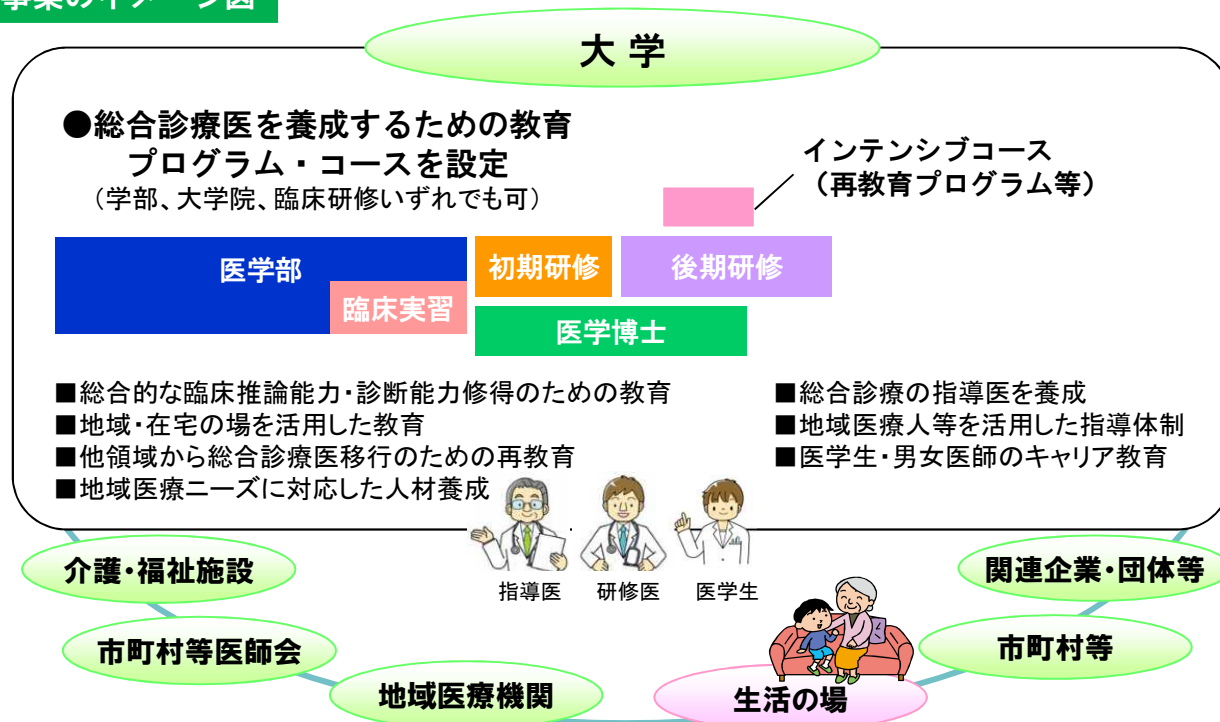 事業のイメージ図
大 学
●総合診療医を養成するための教育
プログラム・コースを設定
（学部、大学院、臨床研修いずれでも可）
インテンシブコース
（再教育プログラム等）
医学部
初期研修
後期研修
臨床実習
医学博士
■総合的な臨床推論能力・診断能力修得のための教育
■地域・在宅の場を活用した教育
■他領域から総合診療医移行のための再教育
■地域医療ニーズに対応した人材養成
■総合診療の指導医を養成
■地域医療人等を活用した指導体制
■医学生・男女医師のキャリア教育
指導医
研修医
医学生
介護・福祉施設
関連企業・団体等
市町村等医師会
市町村等
地域医療機関
生活の場